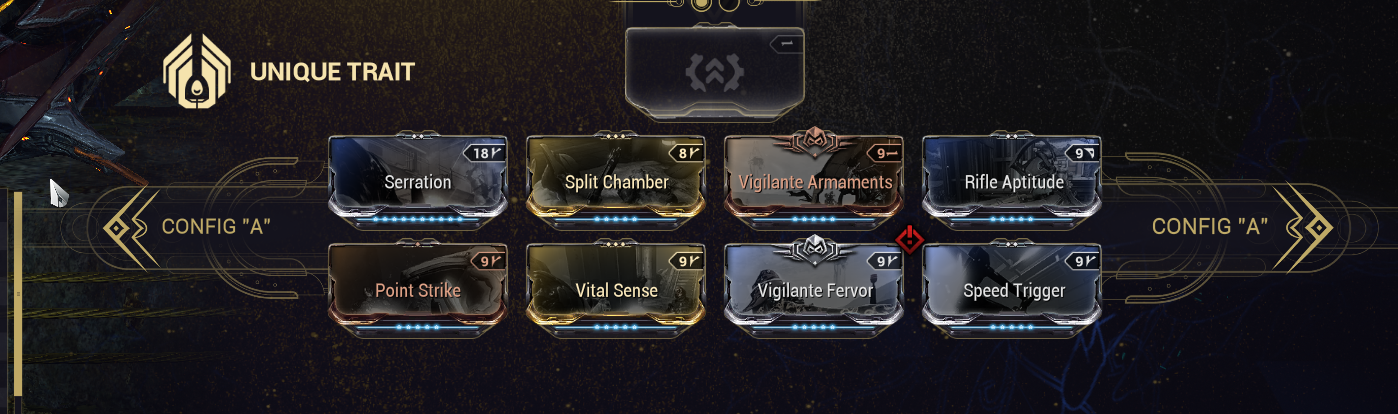 UNIQUE TRAIT
18
8
9
9
Serration
Split Chamber
Vigilante Armaments
Rifle Aptitude
CONFIG "A"
CONFIG "A"
9
9
9
9
Point Strike
Vital Sense
Vigilante Fervor
Speed Trigger